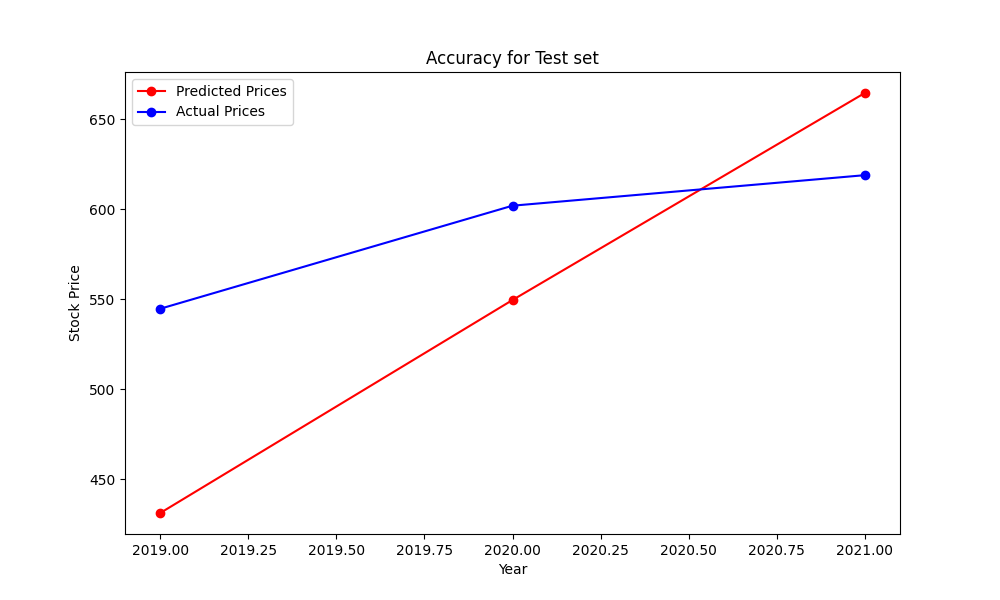 Accuracy for Test set
Predicted Prices
Actual Prices
650
600
550
500
450
Stock Price
2019.00 2019.25 2019.50 2019.75 2020.00 2020.25 2020.50 2020.75 2021.00
Year